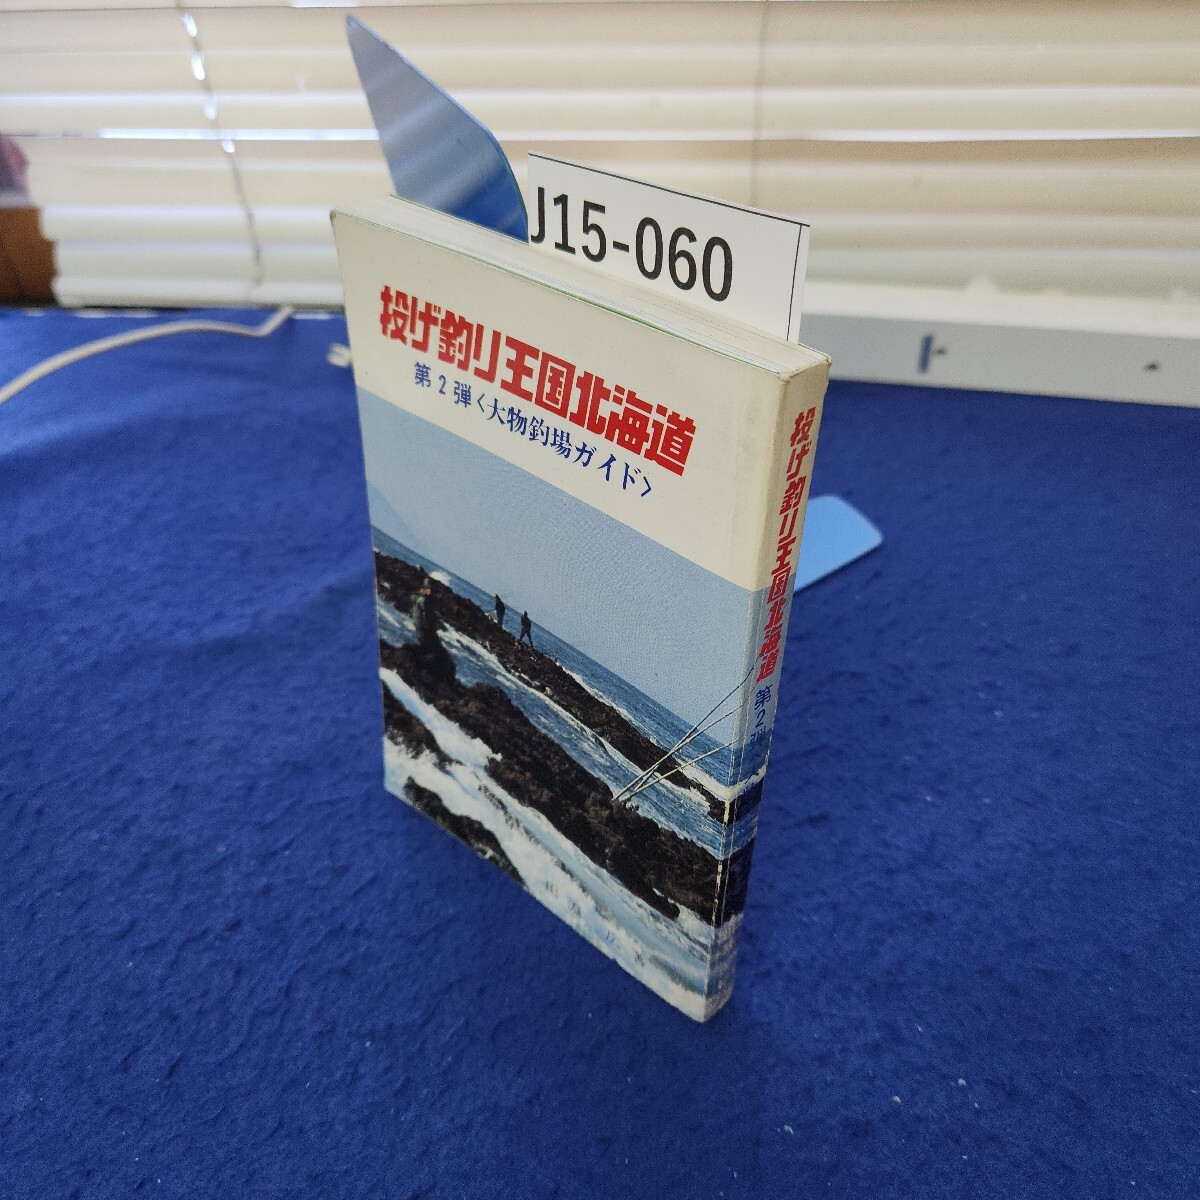 J15-060
投げ釣り王国北海道
第2弾<大物釣場ガイド>
投げ釣り王国北海道 第2弾